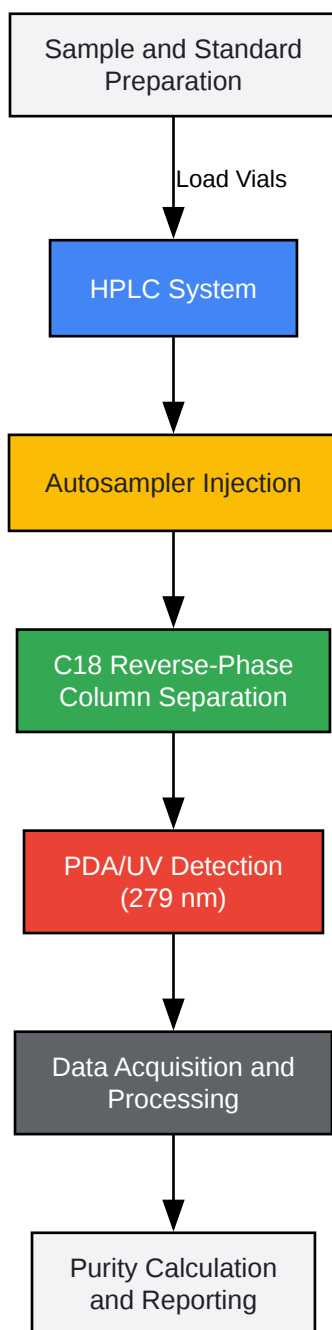 Sample and Standard
Preparation
Load Vials
HPLC System
Autosampler Injection
C18 Reverse-Phase
Column Separation
PDA/UV Detection
(279 nm)
Data Acquisition and
Processing
Purity Calculation
and Reporting